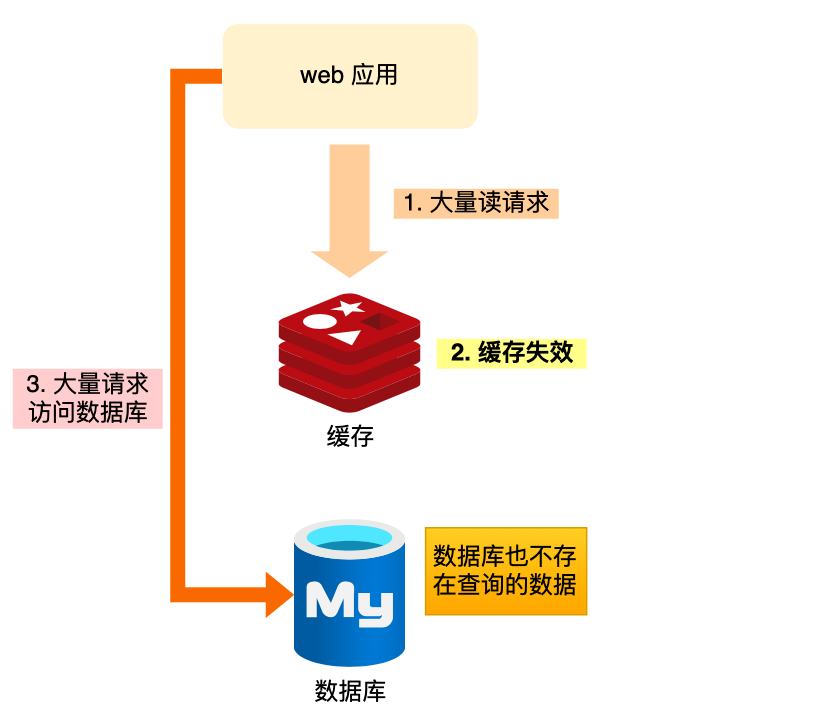 web 应用
1. 大量读请求
2. 缓存失效
3. 大量请求
访问数据库
缓存
数据库也不存
在查询的数据
My
数据库